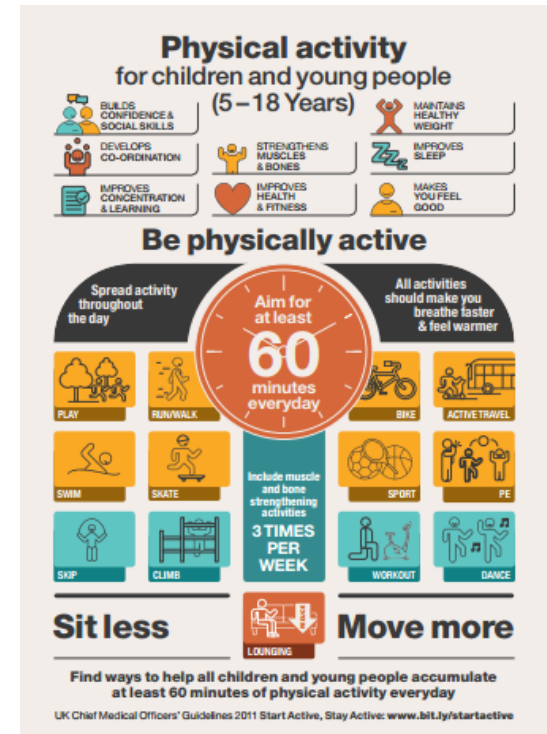 Physical activity
for children and young people
(5–18 Years)
BUILDS
CONFIDENCE &
SOCIAL SKILLS
MAINTAINS
HEALTHY
WEIGHT
DEVELOPS
CO-ORDINATION
STRENGTHENS
MUSCLES
& BONES
IMPROVES
SLEEP
IMPROVES
CONCENTRATION
& LEARNING
IMPROVES
HEALTH
& FITNESS
MAKES
YOU FEEL
GOOD
Be physically active
Spread activity
throughout
the day
Aim for
at least
60
minutes
everyday
All activities
should make you
breathe faster
& feel warmer
PLAY
RUN/WALK
BIKE
ACTIVE TRAVEL
SWIM
SKATE
SPORT
PE
Include muscle
and bone
strengthening
activities
3 TIMES
PER
WEEK
SKIP
CLIMB
WORKOUT
DANCE
Sit less
LOUNGING
Move more
Find ways to help all children and young people accumulate
at least 60 minutes of physical activity everyday
UK Chief Medical Officers' Guidelines 2011 Start Active, Stay Active: www.bit.ly/startactive